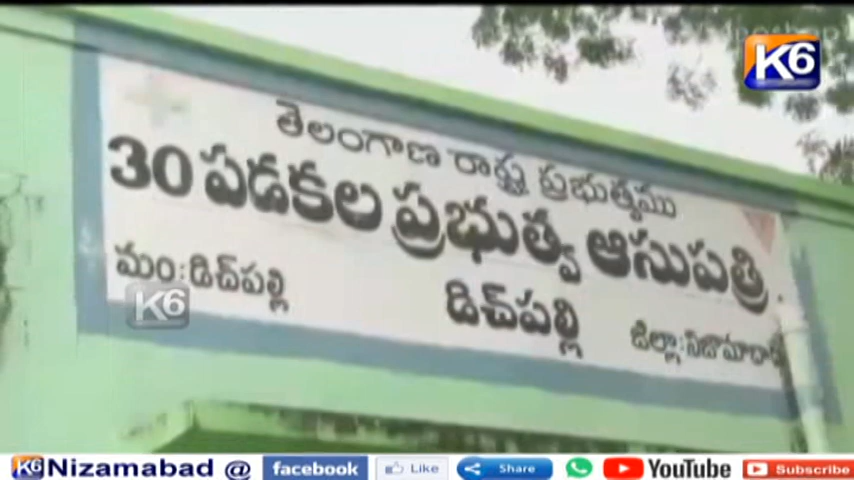 K6
తెలంగాణ రాష్ట్ర ప్రభుత్వము
30 పడకల ప్రభుత్వ ఆసుపత్రి
మం:డిచ్‌పల్లి డిచ్‌పల్లి జిల్లా:నిజామాబాద్
K6
K6 Nizamabad @ facebook Like Share YouTube Subscribe